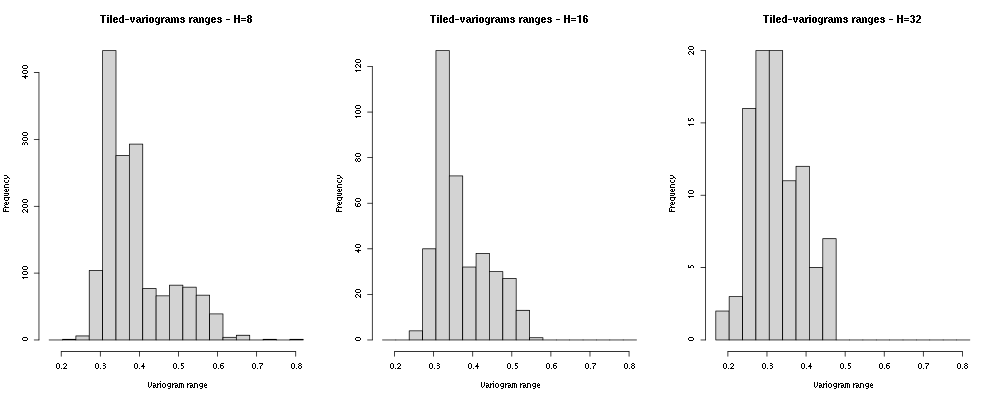 Tiled-variograms ranges - H=8
Frequency
0 100 200 300 400
0.2 0.3 0.4 0.5 0.6 0.7 0.8
Variogram range
Tiled-variograms ranges - H=16
Frequency
0 20 40 60 80 100 120
0.2 0.3 0.4 0.5 0.6 0.7 0.8
Variogram range
Tiled-variograms ranges - H=32
Frequency
0 5 10 15 20
0.2 0.3 0.4 0.5 0.6 0.7 0.8
Variogram range